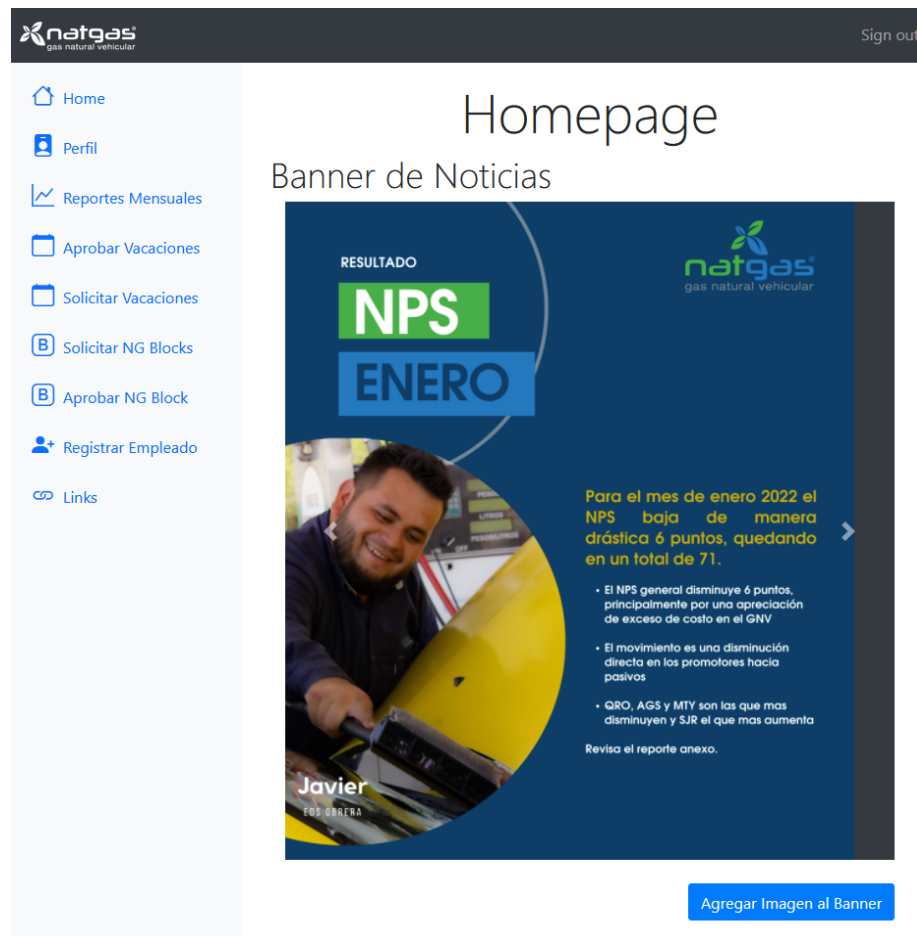 natgas
gas natural vehicular
Sign out
Home
Perfil
Reportes Mensuales
Aprobar Vacaciones
Solicitar Vacaciones
B Solicitar NG Blocks
B Aprobar NG Block
Registrar Empleado
Links
Homepage
Banner de Noticias
RESULTADO
NPS
ENERO
natgas
gas natural vehicular
PESOS
LITROS
PESOS/LITROS
OFF
Para el mes de enero 2022 el
NPS baja de manera
drástica 6 puntos, quedando
en un total de 71.
• El NPS general disminuye 6 puntos,
principalmente por una apreciación
de exceso de costo en el GNV
• El movimiento es una disminución
directa en los promotores hacia
pasivos
• QRO, AGS y MTY son las que mas
disminuyen y SJR el que mas aumenta
Revisa el reporte anexo.
Javier
EDS OBRERA
Agregar Imagen al Banner